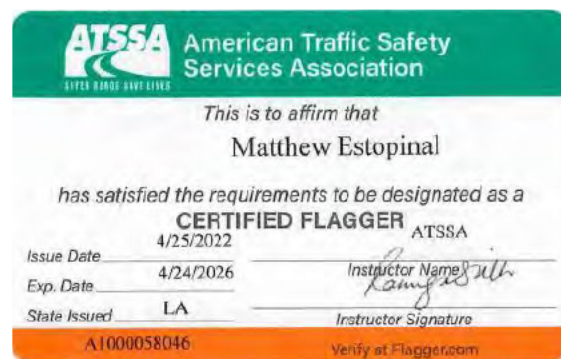 ATSSA
SAFER ROADS SAVE LIVES
American Traffic Safety
Services Association
This is to affirm that
Matthew Estopinal
has satisfied the requirements to be designated as a
CERTIFIED FLAGGER
Issue Date 4/25/2022
ATSSA
Instructor Name
Exp. Date 4/24/2026
State Issued LA
Instructor Signature
A1000058046
Verify at Flagger.com